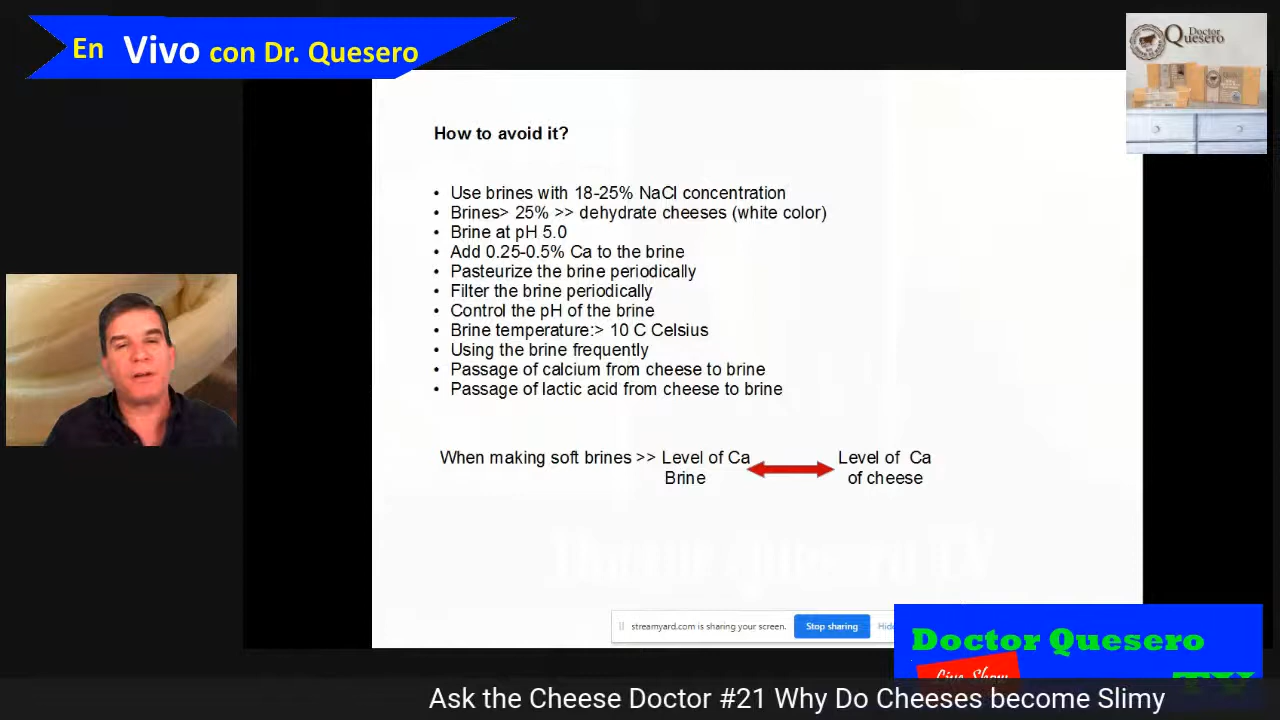 En Vivo con Dr. Quesero
Doctor
Quesero
How to avoid it?
• Use brines with 18-25% NaCl concentration
• Brines> 25% >> dehydrate cheeses (white color)
• Brine at pH 5.0
• Add 0.25-0.5% Ca to the brine
• Pasteurize the brine periodically
• Filter the brine periodically
• Control the pH of the brine
• Brine temperature:> 10 C Celsius
• Using the brine frequently
• Passage of calcium from cheese to brine
• Passage of lactic acid from cheese to brine
When making soft brines >> Level of Ca Level of Ca
Brine of cheese
streamyard.com is sharing your screen. Stop sharing
Doctor Quesero
Live Show
TV
Ask the Cheese Doctor #21 Why Do Cheeses become Slimy